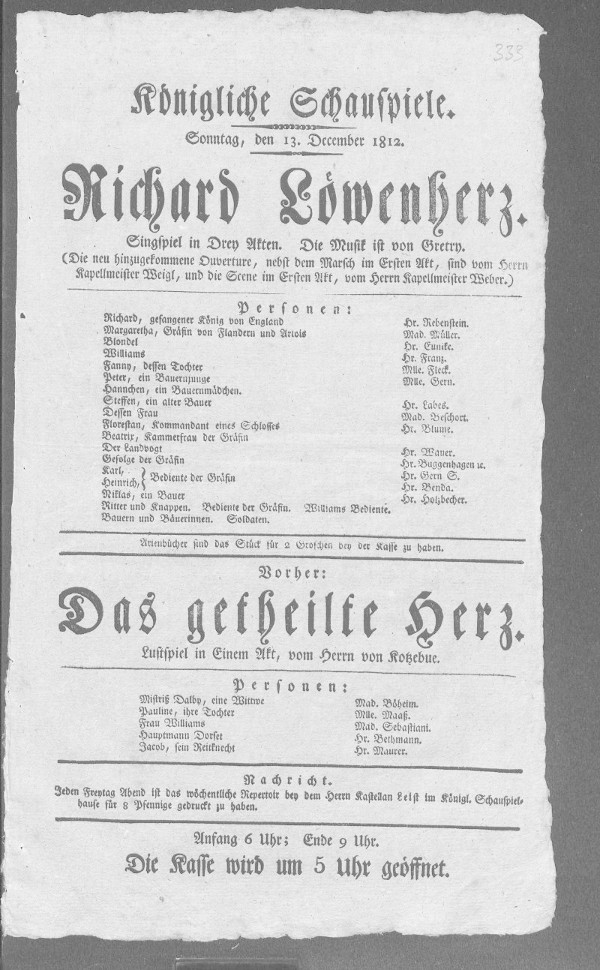 333
Königliche Schauspiele.
Sonntag, den 13. December 1812.
Richard Löwenherz.
Singspiel in Drey Akten. Die Musik ist von Gretry.
(Die neu hinzugekommene Ouverture, nebst dem Marsch im Ersten Akt, sind vom Herrn
Kapellmeister Weigl, und die Scene im Ersten Akt, vom Herrn Kapellmeister Weber.)
Personen:
Richard, gefangener König von England Hr. Rebenstein.
Margaretha, Gräfin von Flandern und Artois Mad. Müller.
Blondel Hr. Eunike.
Williams Hr. Franz.
Fanny, dessen Tochter Mlle. Fleck.
Peter, ein Bauernjunge Mlle. Gern.
Hannchen, ein Bauernmädchen.
Steffen, ein alter Bauer Hr. Labes.
Dessen Frau Mad. Beschort.
Florestan, Kommandant eines Schlosses Hr. Blume.
Beatrix, Kammerfrau der Gräfin
Der Landvogt Hr. Wauer.
Gefolge der Gräfin Hr. Buggenhagen ꝛc.
Karl, Hr. Gern S.
Heinrich, } Bediente der Gräfin Hr. Benda.
Niklas, ein Bauer Hr. Holzbecher.
Ritter und Knappen. Bediente der Gräfin. Williams Bediente.
Bauern und Bäuerinnen. Soldaten.
Arienbücher sind das Stück für 2 Groschen bey der Kasse zu haben.
Vorher:
Das getheilte Herz.
Lustspiel in Einem Akt, vom Herrn von Kotzebue.
Personen:
Mistriß Dalby, eine Wittwe Mad. Böheim.
Pauline, ihre Tochter Mlle. Maaß.
Frau Williams Mad. Sebastiani.
Hauptmann Dorset Hr. Bethmann.
Jacob, sein Reitknecht Hr. Maurer.
Nachricht.
Jeden Freytag Abend ist das wöchentliche Repertoir bey dem Herrn Kastellan Leist im Königl. Schauspiel-
hause für 8 Pfennige gedruckt zu haben.
Anfang 6 Uhr; Ende 9 Uhr.
Die Kasse wird um 5 Uhr geöffnet.